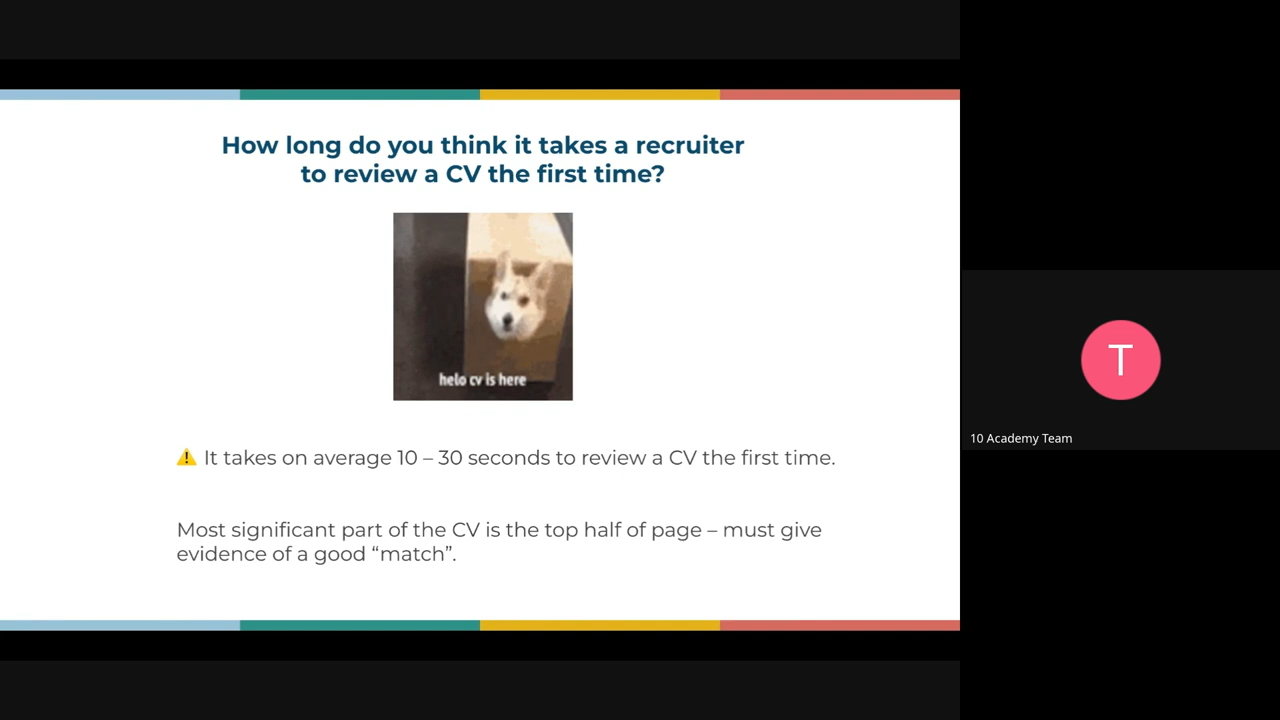 How long do you think it takes a recruiter
to review a CV the first time?
helo cv is here
⚠ It takes on average 10 – 30 seconds to review a CV the first time.
Most significant part of the CV is the top half of page – must give
evidence of a good “match”.
T
10 Academy Team